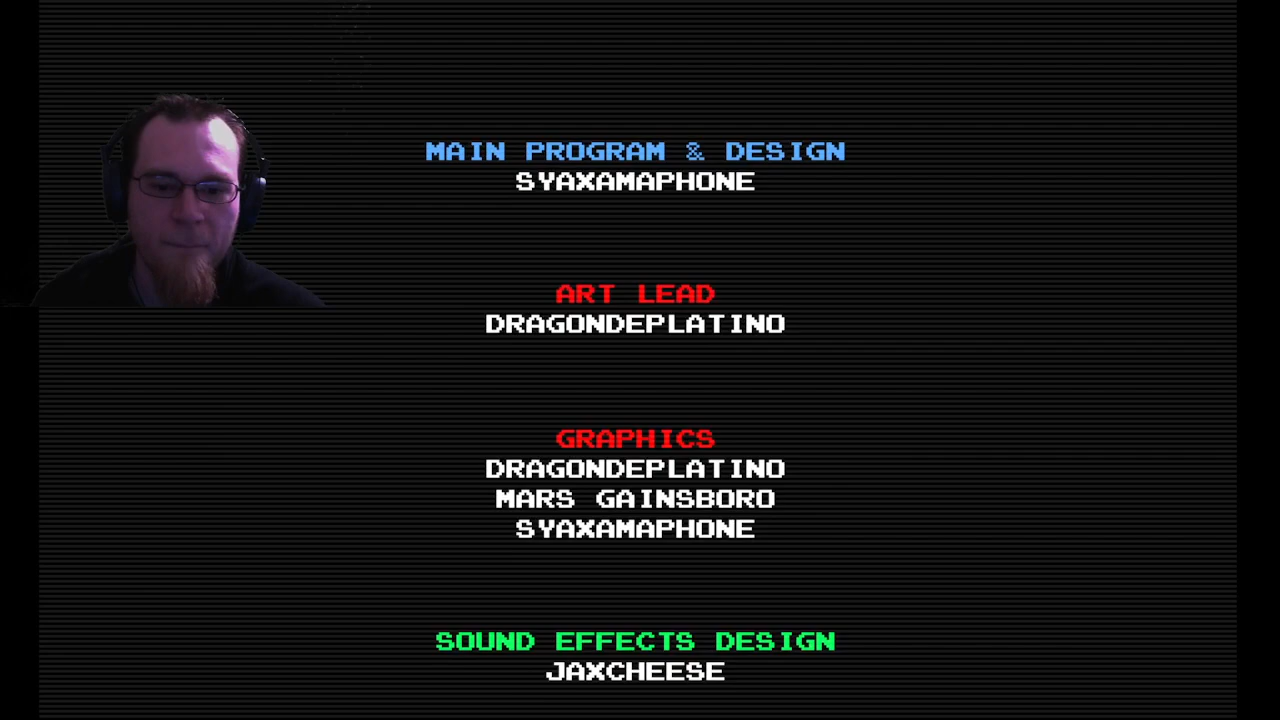 MAIN PROGRAM & DESIGN
SYAXAMAPHONE
ART LEAD
DRAGONDEPLATINO
GRAPHICS
DRAGONDEPLATINO
MARS GAINSBORO
SYAXAMAPHONE
SOUND EFFECTS DESIGN
JAXCHEESE